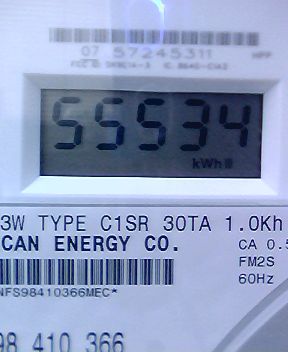 07 57245311 HPP
55534
kWh
3W TYPE C1SR 30TA 1.0Kh
CAN ENERGY CO.
CA 0.5
FM2S
60Hz
NFS98410366MEC*
98 410 366